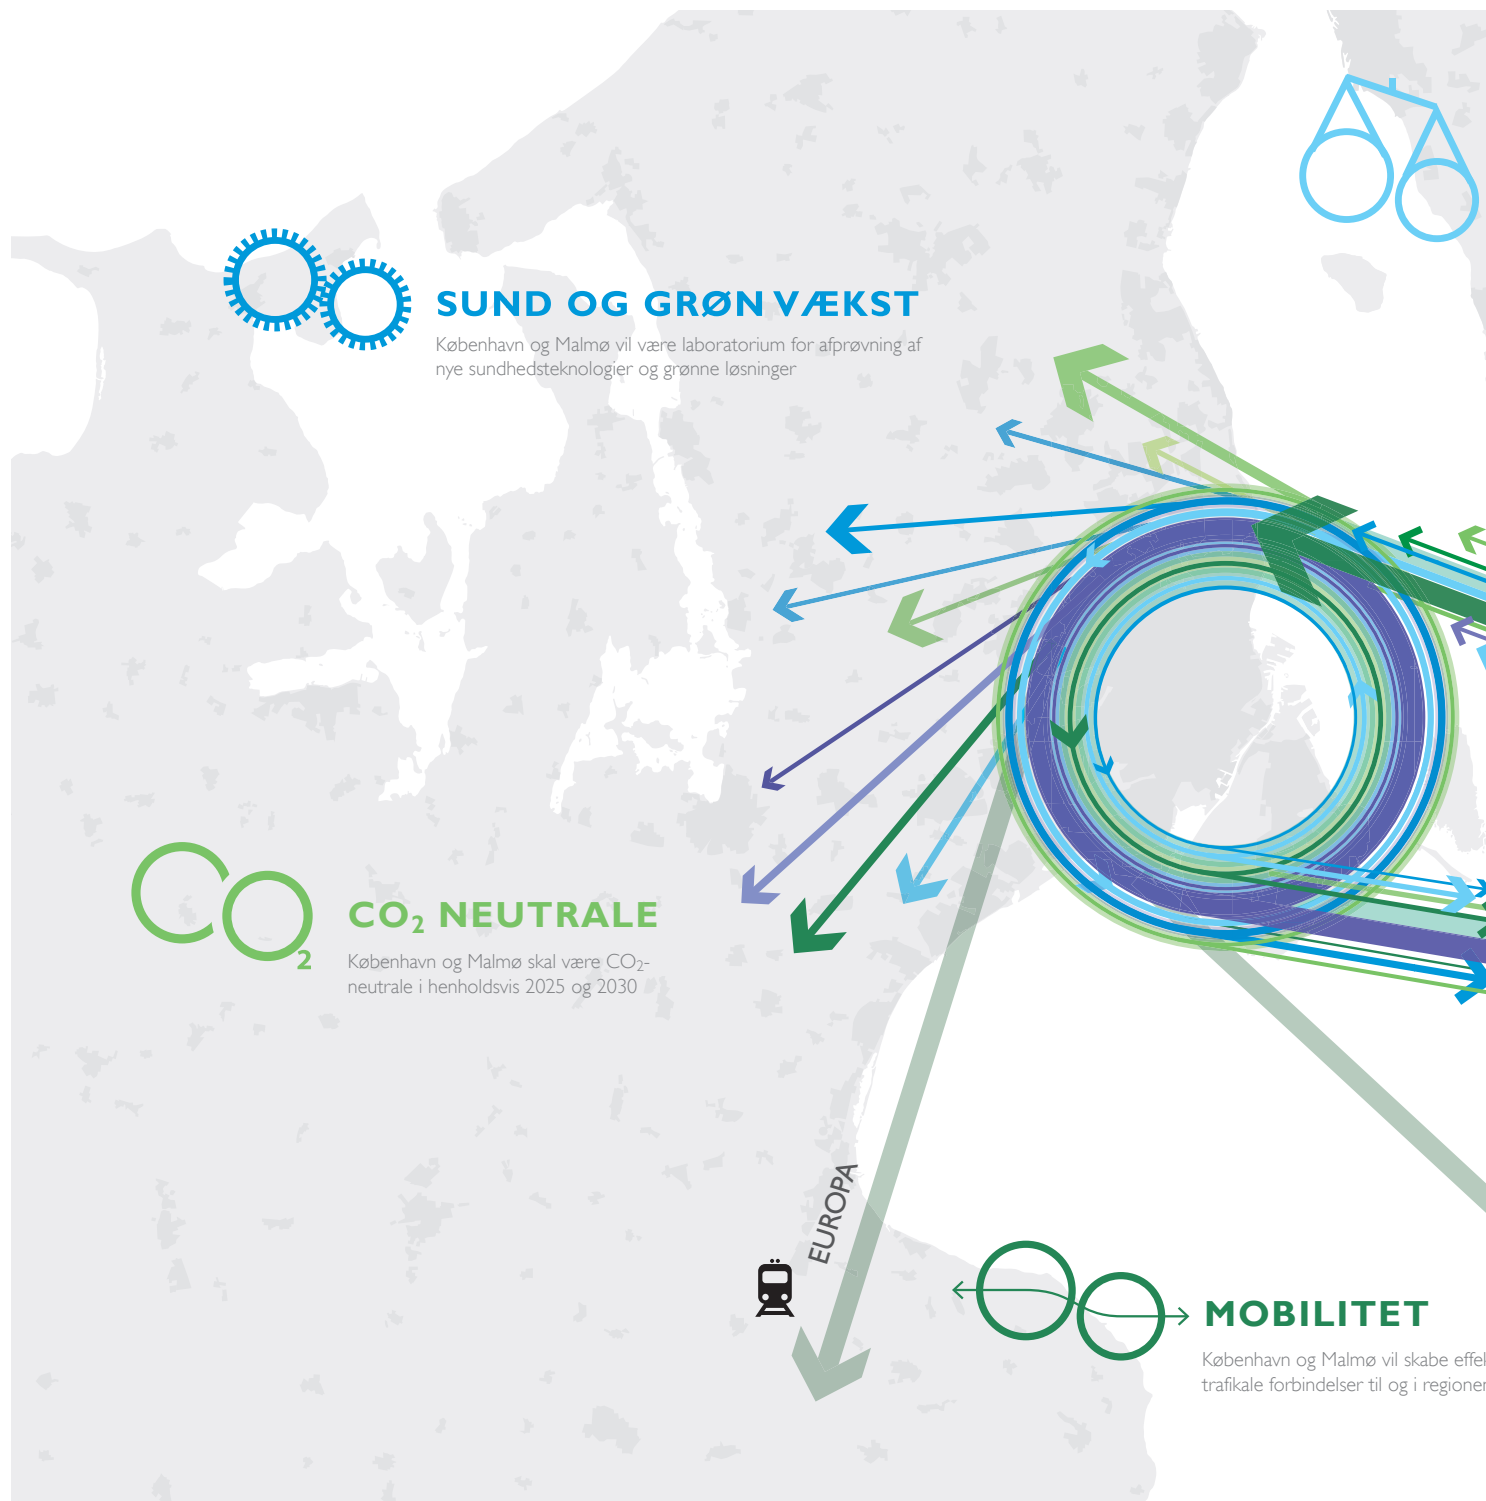 SUND OG GRØN VÆKST
København og Malmø vil være laboratorium for afprøvning af
nye sundhedsteknologier og grønne løsninger
2
CO₂ NEUTRALE
København og Malmø skal være CO₂-
neutrale i henholdsvis 2025 og 2030
EUROPA
MOBILITET
København og Malmø vil skabe
trafikale forbindelser til og i